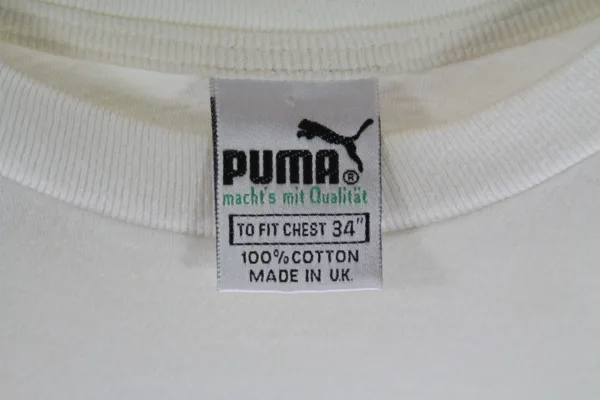 PUMA®
macht's mit Qualität
TO FIT CHEST 34"
100% COTTON
MADE IN U.K.